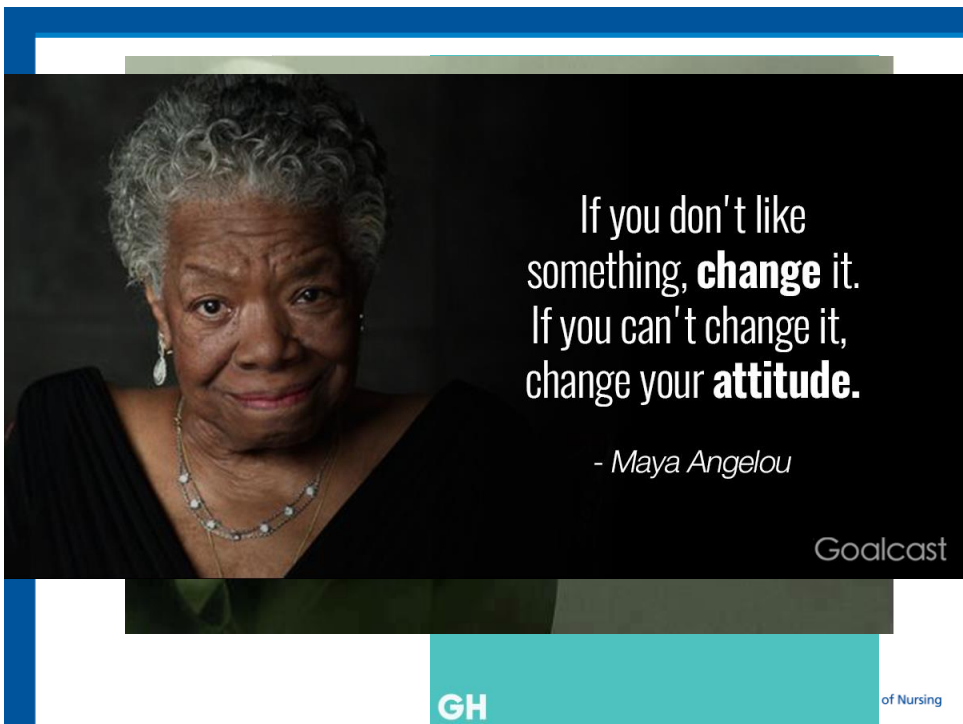 If you don't like
something, change it.
If you can't change it,
change your attitude.
- Maya Angelou
Goalcast
GH
of Nursing